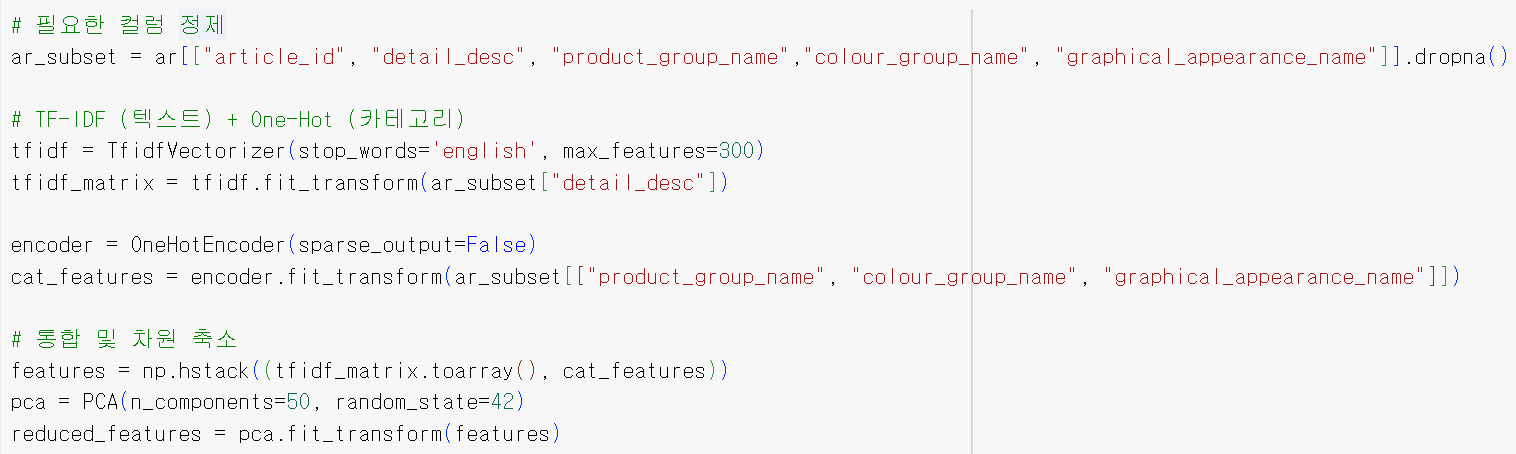 # 필요한 컬럼 정제
ar_subset = ar[["article_id", "detail_desc", "product_group_name","colour_group_name", "graphical_appearance_name"]].dropna()
# TF-IDF (텍스트) + One-Hot (카테고리)
tfidf = TfidfVectorizer(stop_words='english', max_features=300)
tfidf_matrix = tfidf.fit_transform(ar_subset["detail_desc"])
encoder = OneHotEncoder(sparse_output=False)
cat_features = encoder.fit_transform(ar_subset[["product_group_name", "colour_group_name", "graphical_appearance_name"]])
# 통합 및 차원 축소
features = np.hstack((tfidf_matrix.toarray(), cat_features))
pca = PCA(n_components=50, random_state=42)
reduced_features = pca.fit_transform(features)